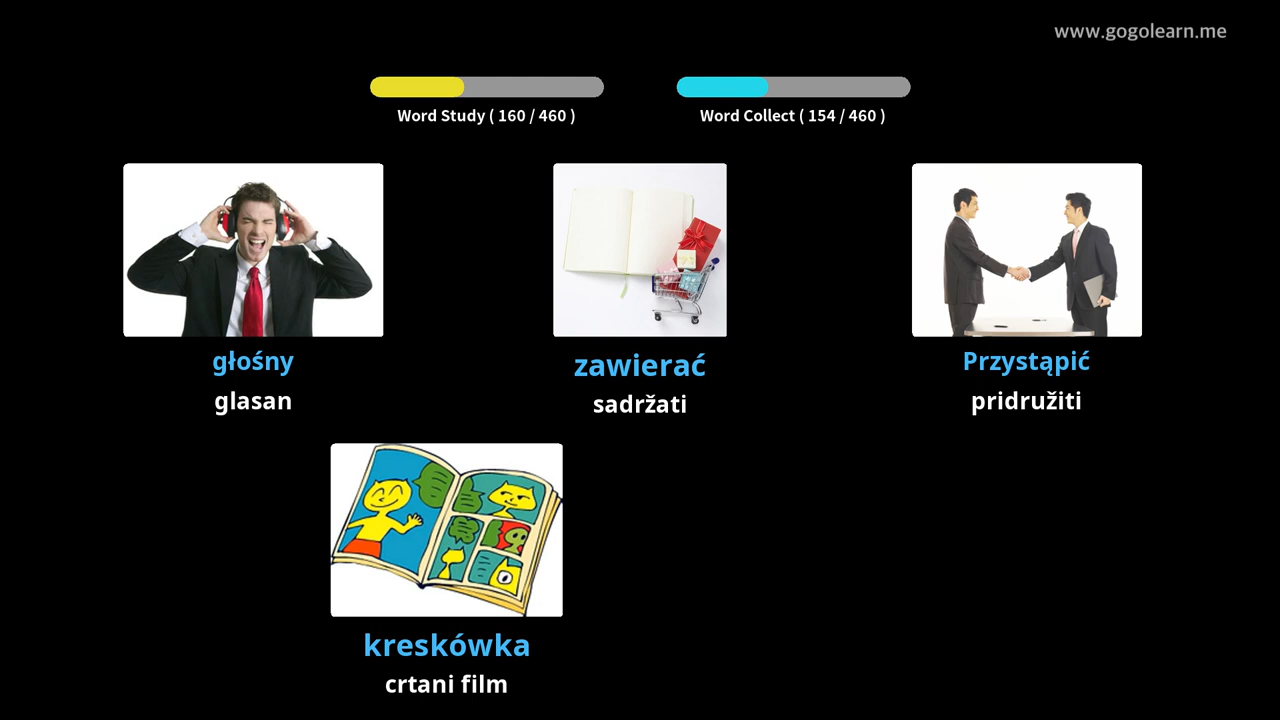 www.gogolearn.me
Word Study ( 160 / 460 )
Word Collect ( 154 / 460 )
głośny
glasan
zawierać
sadržati
Przystąpić
pridružiti
kreskówka
crtani film